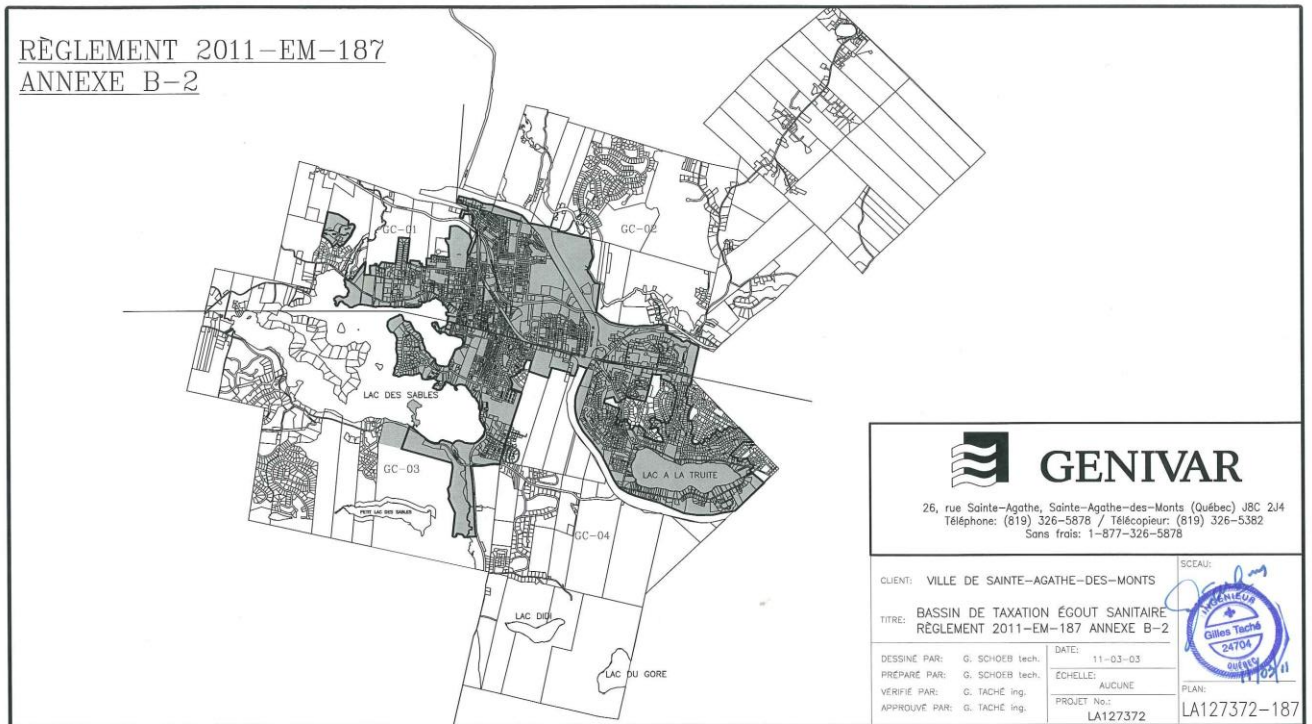 RÈGLEMENT 2011-EM-187
ANNEXE B-2
GC-01
GC-02
LAC DES SABLES
GC-03
PETIT LAC DES SABLES
LAC A LA TRUITE
GC-04
LAC DIDI
LAC DU GORE
GENIVAR
26, rue Sainte-Agathe, Sainte-Agathe-des-Monts (Québec) J8C 2J4
Téléphone: (819) 326-5878 / Télécopieur: (819) 326-5382
Sans frais: 1-877-326-5878
CLIENT: VILLE DE SAINTE-AGATHE-DES-MONTS
TITRE: BASSIN DE TAXATION ÉGOUT SANITAIRE
RÈGLEMENT 2011-EM-187 ANNEXE B-2
DESSINÉ PAR: G. SCHOEB tech.
PRÉPARÉ PAR: G. SCHOEB tech.
VÉRIFIÉ PAR: G. TACHÉ ing.
APPROUVÉ PAR: G. TACHÉ ing.
DATE:
11-03-03
ÉCHELLE:
AUCUNE
PROJET No.:
LA127372
SCEAU:
INGÉNIEUR
Gilles Taché
24704
QUÉBEC
11/03/11
PLAN:
LA127372-187